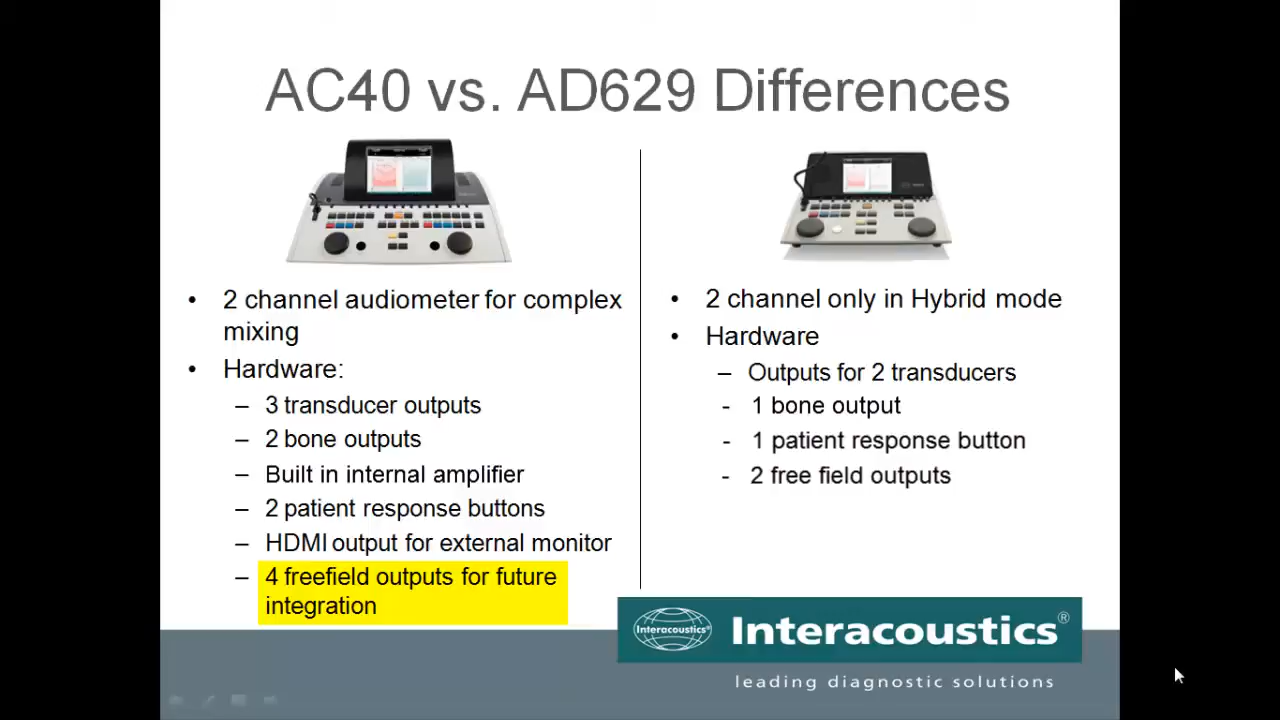 AC40 vs. AD629 Differences
• 2 channel audiometer for complex
mixing
• Hardware:
– 3 transducer outputs
– 2 bone outputs
– Built in internal amplifier
– 2 patient response buttons
– HDMI output for external monitor
– 4 freefield outputs for future
integration
• 2 channel only in Hybrid mode
• Hardware
– Outputs for 2 transducers
- 1 bone output
- 1 patient response button
- 2 free field outputs
Interacoustics®
Interacoustics®
leading diagnostic solutions